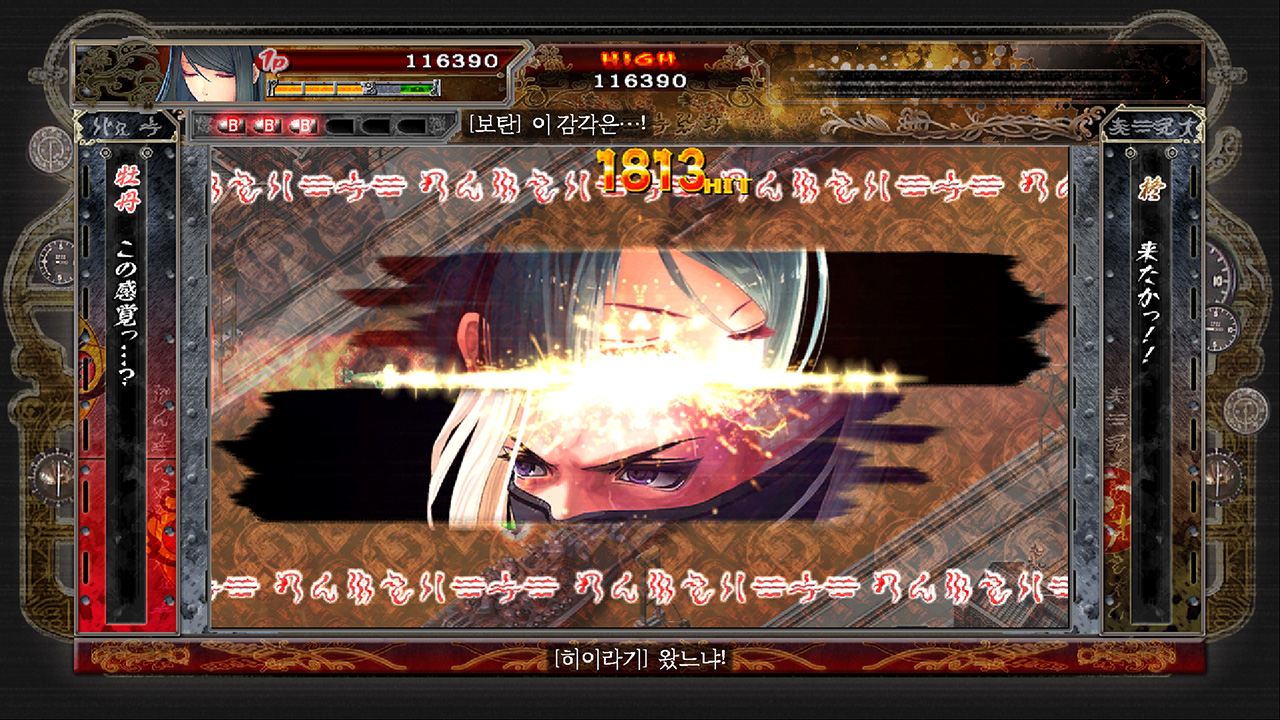 1P 116390
HIGH
116390
B B B
[보탄] 이 감각은…!
1813HIT
牡丹 この感覚っ…?
柊 来たかっ!!
[히이라기] 왔느냐!